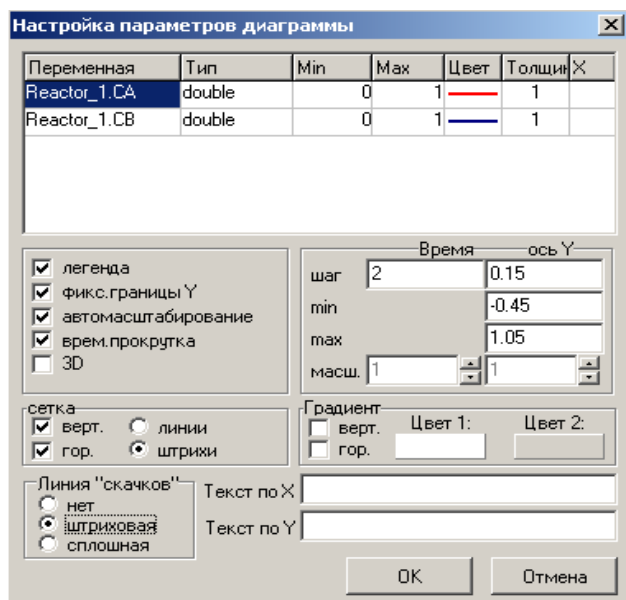 Настройка параметров диаграммы
Переменная Тип Min Max Цвет Толщин X
Reactor_1.CA double 0 1 1
Reactor_1.CB double 0 1 1
легенда
фикс.границы Y
автомасштабирование
врем.прокрутка
3D
Время ось Y
шаг 2 0.15
min -0.45
max 1.05
масш. 1 1
сетка
верт. линии
гор. штрихи
Градиент
верт. Цвет 1: Цвет 2:
гор.
Линия "скачков"
нет
штриховая
сплошная
Текст по X
Текст по Y
OK Отмена